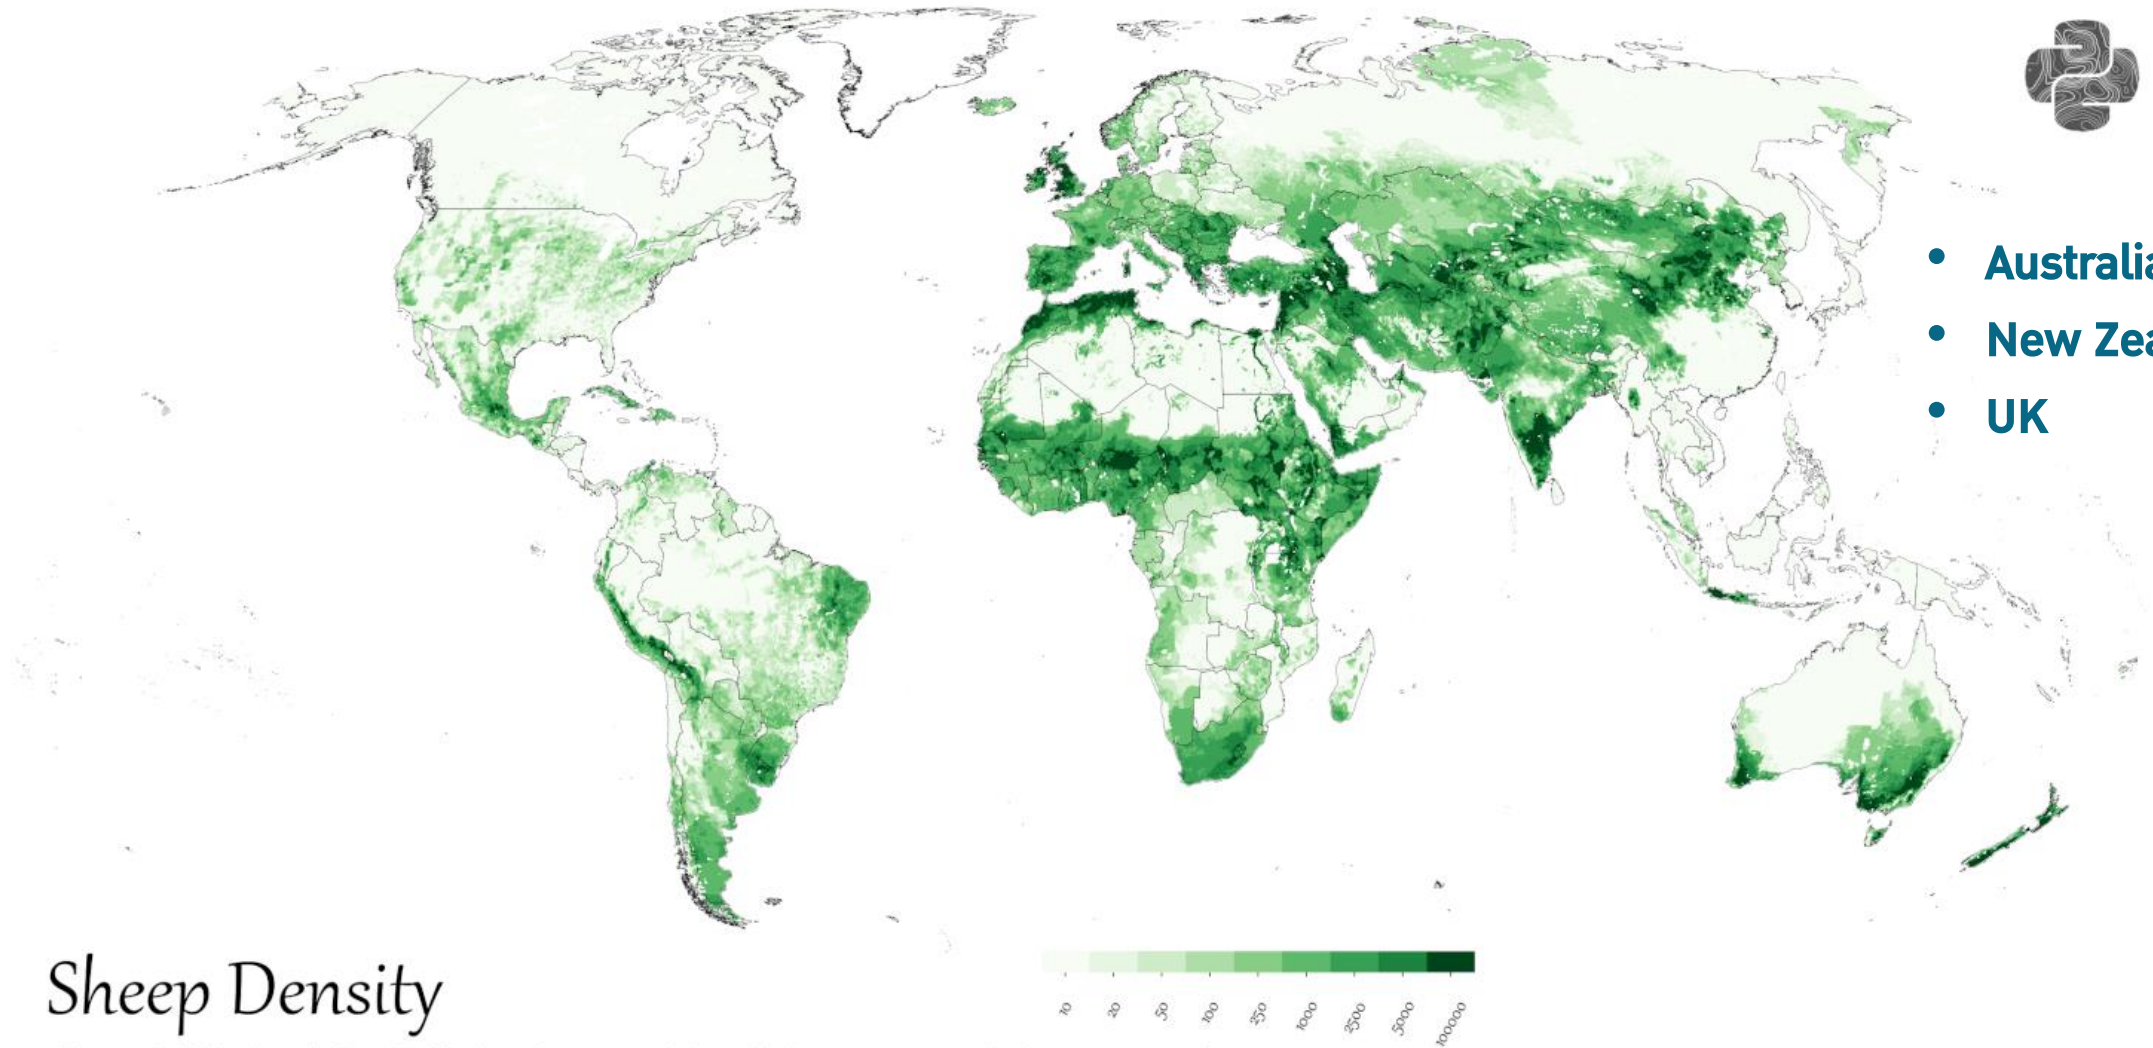 • Australia
• New Zea
• UK
Sheep Density
10 20 50 100 250 1000 2500 5000 100000